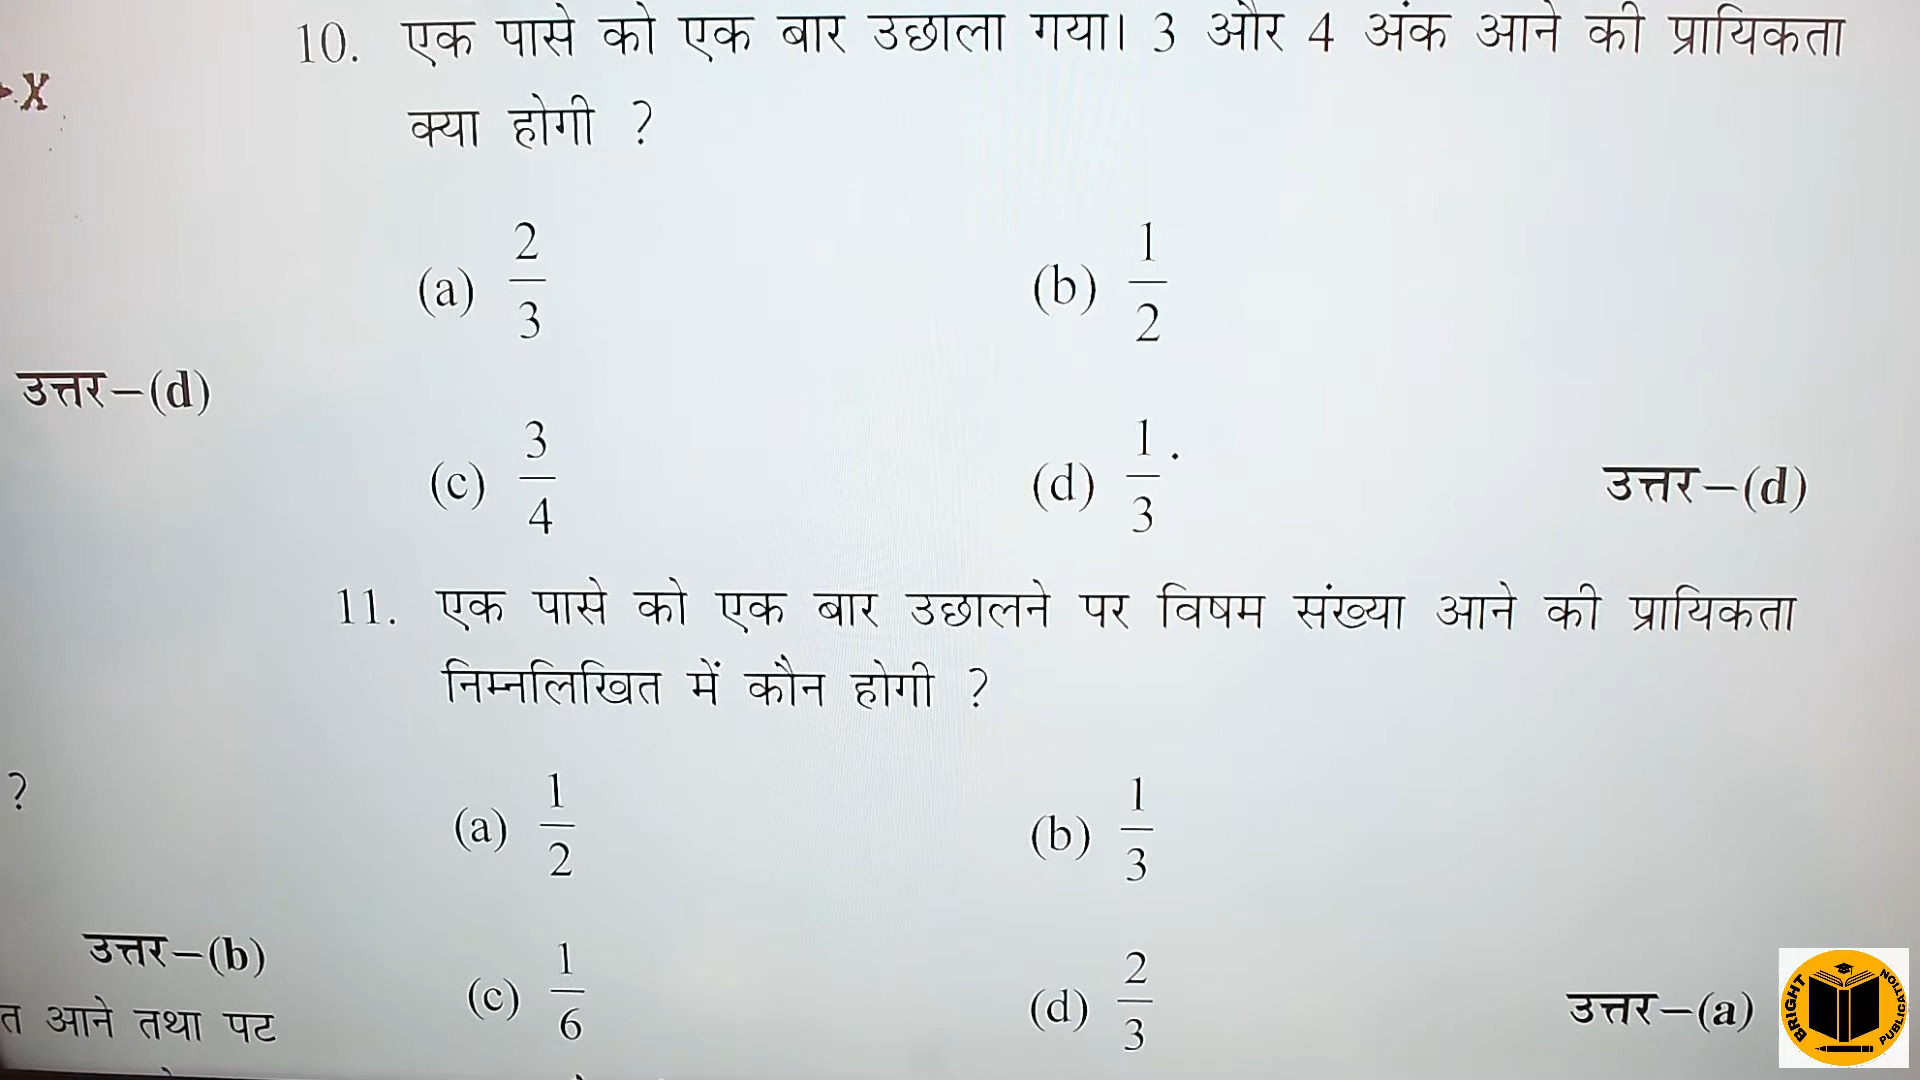 10. एक पासे को एक बार उछाला गया। 3 और 4 अंक आने की प्रायिकता
क्या होगी ?
X
(a) 2/3 (b) 1/2
उत्तर–(d)
(c) 3/4 (d) 1/3. उत्तर–(d)
11. एक पासे को एक बार उछालने पर विषम संख्या आने की प्रायिकता
निम्नलिखित में कौन होगी ?
?
(a) 1/2 (b) 1/3
उत्तर–(b)
(c) 1/6 (d) 2/3 उत्तर–(a)
त आने तथा पट
BRIGHT PUBLICATION